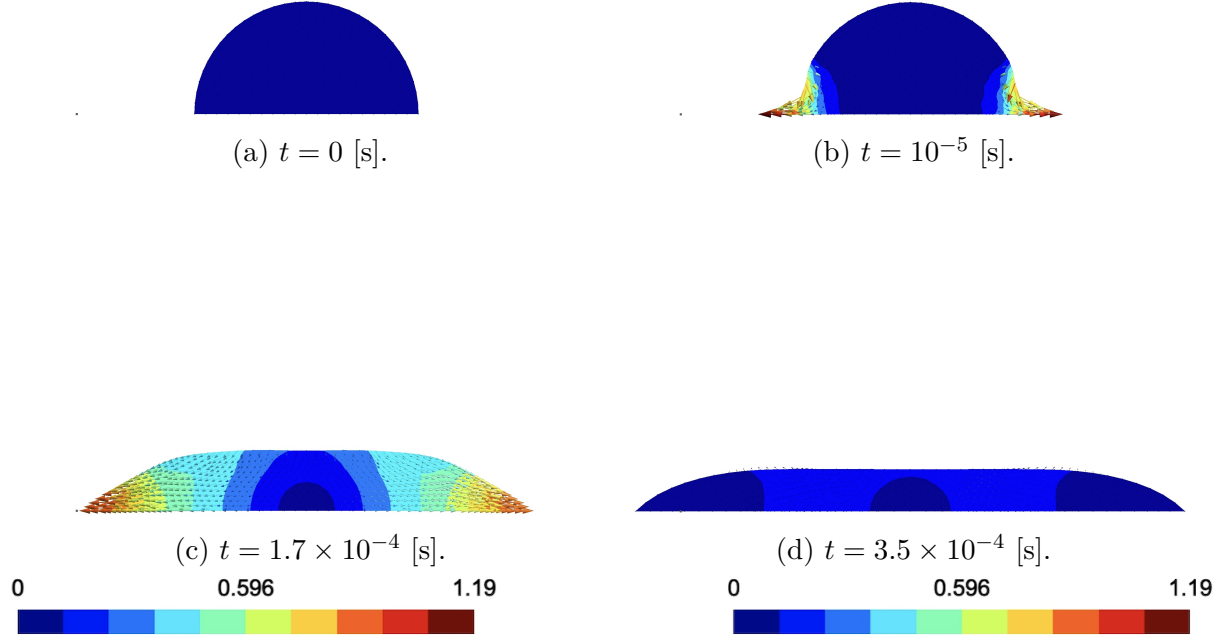 (a) t = 0 [s].
(b) t = 10⁻⁵ [s].
(c) t = 1.7 × 10⁻⁴ [s].
(d) t = 3.5 × 10⁻⁴ [s].
0 0.596 1.19
0 0.596 1.19